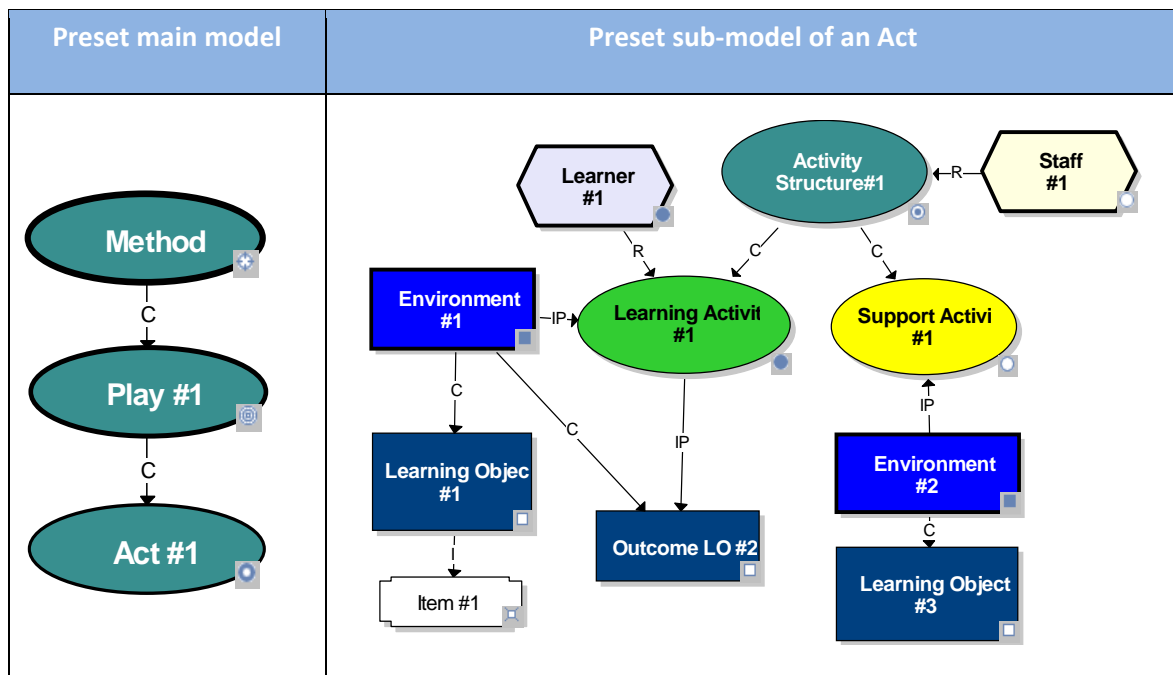 Preset main model
Preset sub-model of an Act
Method
C
Play #1
C
Act #1
Learner
#1
Activity
Structure#1
Staff
#1
R
R
C
C
Environment
#1
IP
Learning Activit
#1
Support Activi
#1
C
C
IP
IP
Learning Objec
#1
Environment
#2
I
C
Outcome LO #2
Item #1
Learning Object
#3